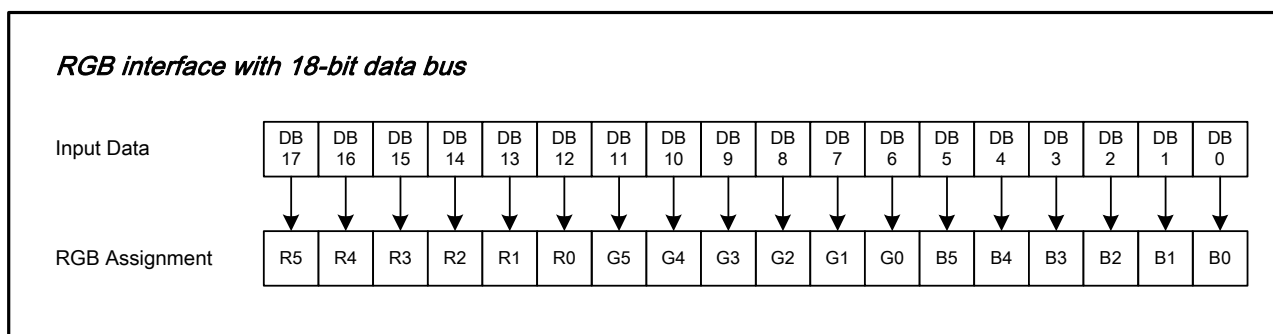 RGB interface with 18-bit data bus
Input Data DB 17 DB 16 DB 15 DB 14 DB 13 DB 12 DB 11 DB 10 DB 9 DB 8 DB 7 DB 6 DB 5 DB 4 DB 3 DB 2 DB 1 DB 0
RGB Assignment R5 R4 R3 R2 R1 R0 G5 G4 G3 G2 G1 G0 B5 B4 B3 B2 B1 B0